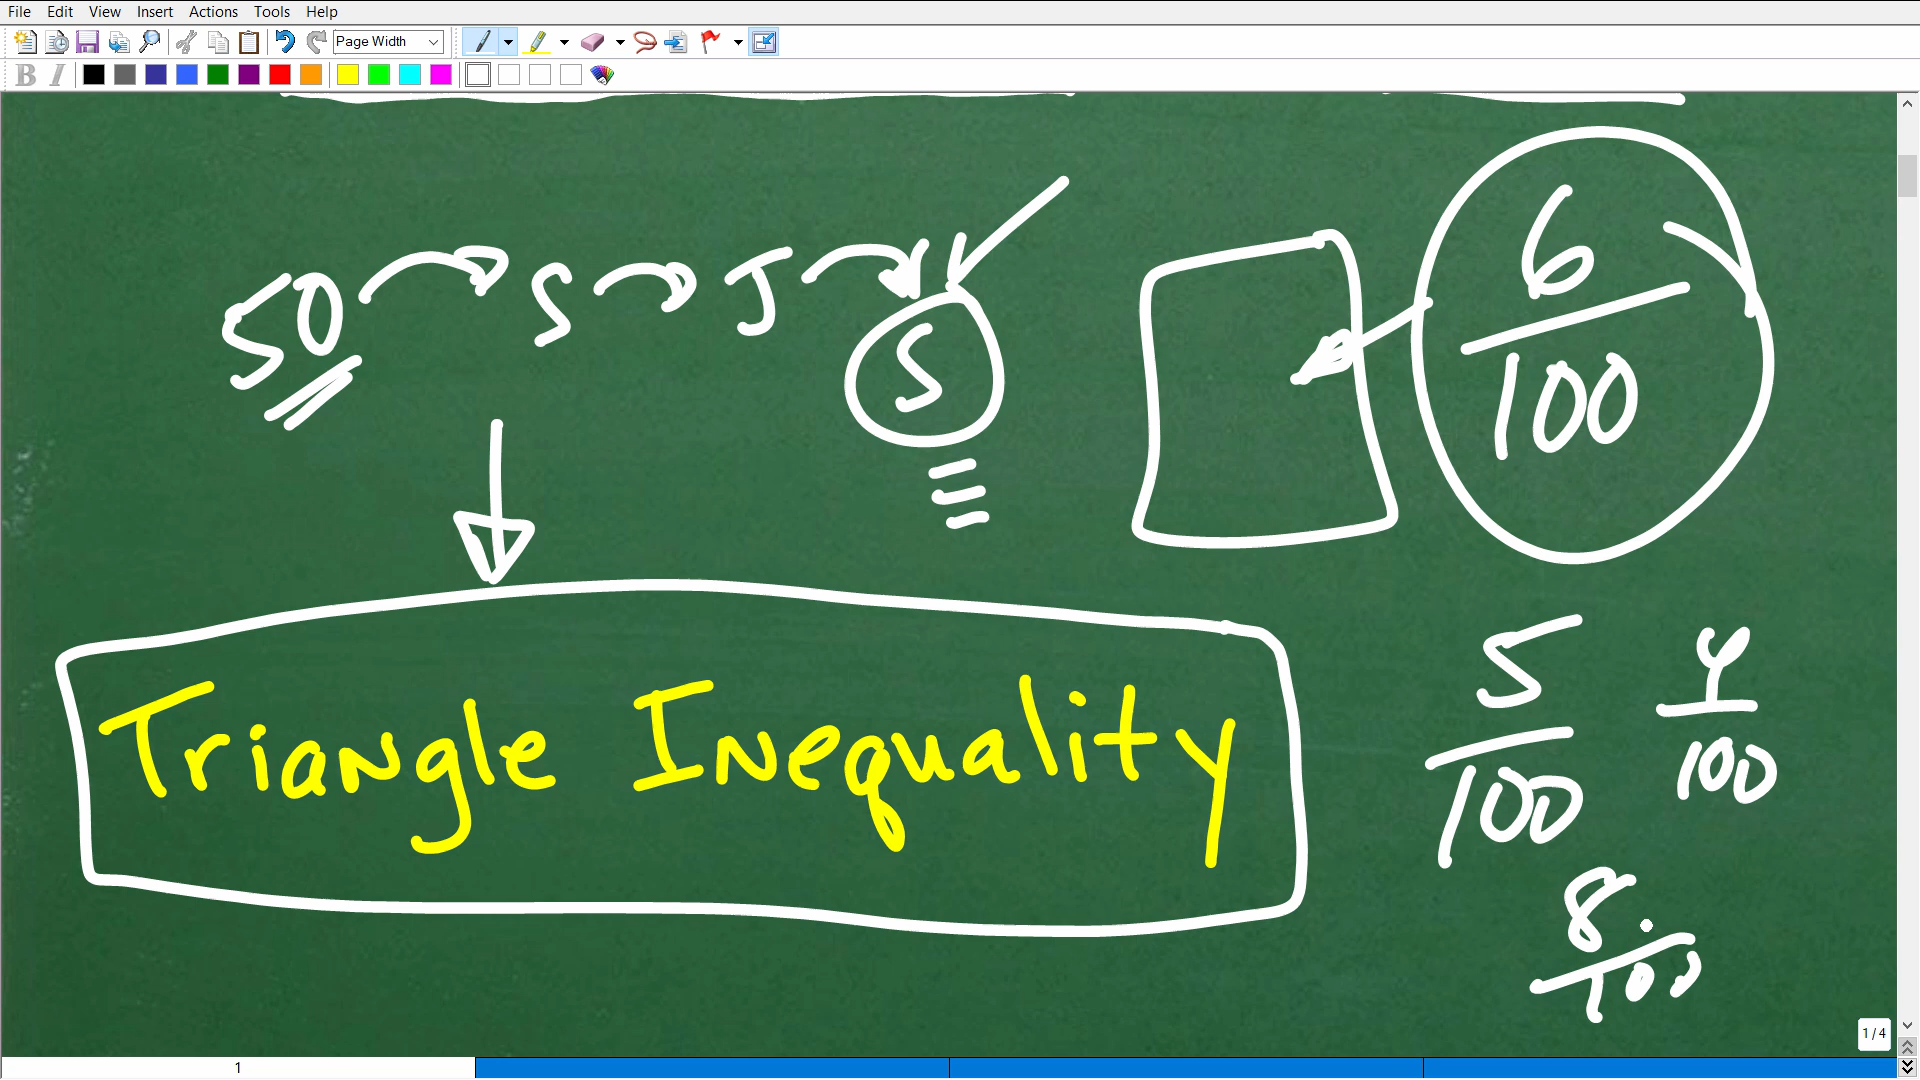 File Edit View Insert Actions Tools Help
Page Width
B I
50 S J S
6
100
Triangle Inequality
5
100
4
100
8
100
1 / 4
1